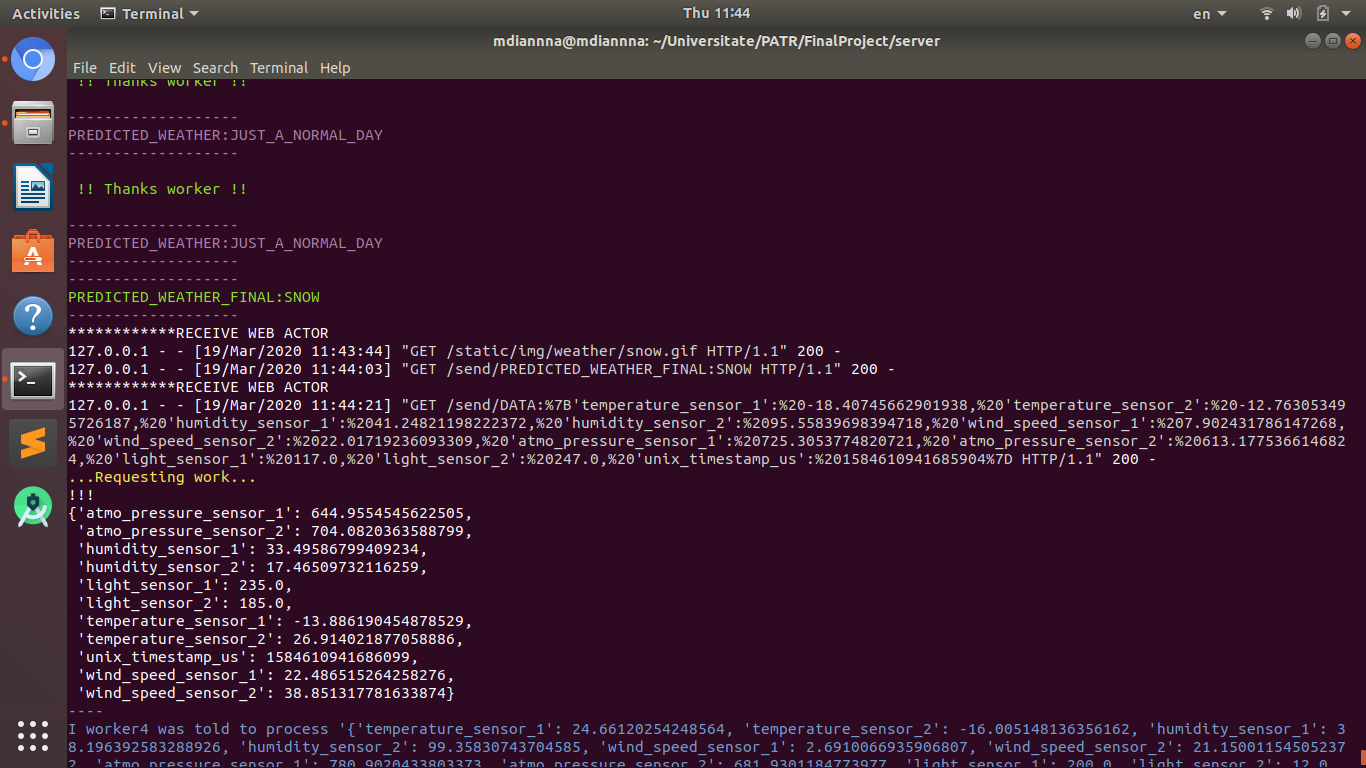 Activities Terminal Thu 11:44 en
mdiannna@mdiannna: ~/Universitate/PATR/FinalProject/server
File Edit View Search Terminal Help
!! Thanks worker !!
-------------------
PREDICTED_WEATHER:JUST_A_NORMAL_DAY
-------------------
!! Thanks worker !!
-------------------
PREDICTED_WEATHER:JUST_A_NORMAL_DAY
-------------------
-------------------
PREDICTED_WEATHER_FINAL:SNOW
-------------------
************RECEIVE WEB ACTOR
127.0.0.1 - - [19/Mar/2020 11:43:44] "GET /static/img/weather/snow.gif HTTP/1.1" 200 -
127.0.0.1 - - [19/Mar/2020 11:44:03] "GET /send/PREDICTED_WEATHER_FINAL:SNOW HTTP/1.1" 200 -
************RECEIVE WEB ACTOR
127.0.0.1 - - [19/Mar/2020 11:44:21] "GET /send/DATA:%7B'temperature_sensor_1':%20-18.40745662901938,%20'temperature_sensor_2':%20-12.76305349
5726187,%20'humidity_sensor_1':%2041.24821198222372,%20'humidity_sensor_2':%2095.55839698394718,%20'wind_speed_sensor_1':%207.902431786147268,
%20'wind_speed_sensor_2':%2022.01719236093309,%20'atmo_pressure_sensor_1':%20725.3053774820721,%20'atmo_pressure_sensor_2':%20613.177536614682
4,%20'light_sensor_1':%20117.0,%20'light_sensor_2':%20247.0,%20'unix_timestamp_us':%201584610941685904%7D HTTP/1.1" 200 -
...Requesting work...
!!!
{'atmo_pressure_sensor_1': 644.9554545622505,
'atmo_pressure_sensor_2': 704.0820363588799,
'humidity_sensor_1': 33.49586799409234,
'humidity_sensor_2': 17.46509732116259,
'light_sensor_1': 235.0,
'light_sensor_2': 185.0,
'temperature_sensor_1': -13.886190454878529,
'temperature_sensor_2': 26.914021877058886,
'unix_timestamp_us': 1584610941686099,
'wind_speed_sensor_1': 22.486515264258276,
'wind_speed_sensor_2': 38.851317781633874}
----
I worker4 was told to process '{'temperature_sensor_1': 24.66120254248564, 'temperature_sensor_2': -16.005148136356162, 'humidity_sensor_1': 3
8.196392583288926, 'humidity_sensor_2': 99.35830743704585, 'wind_speed_sensor_1': 2.6910066935906807, 'wind_speed_sensor_2': 21.15001154505237
2, 'atmo_pressure_sensor_1': 780.9020433803373, 'atmo_pressure_sensor_2': 681.9301184773977, 'light_sensor_1': 200.0, 'light_sensor_2': 12.0,